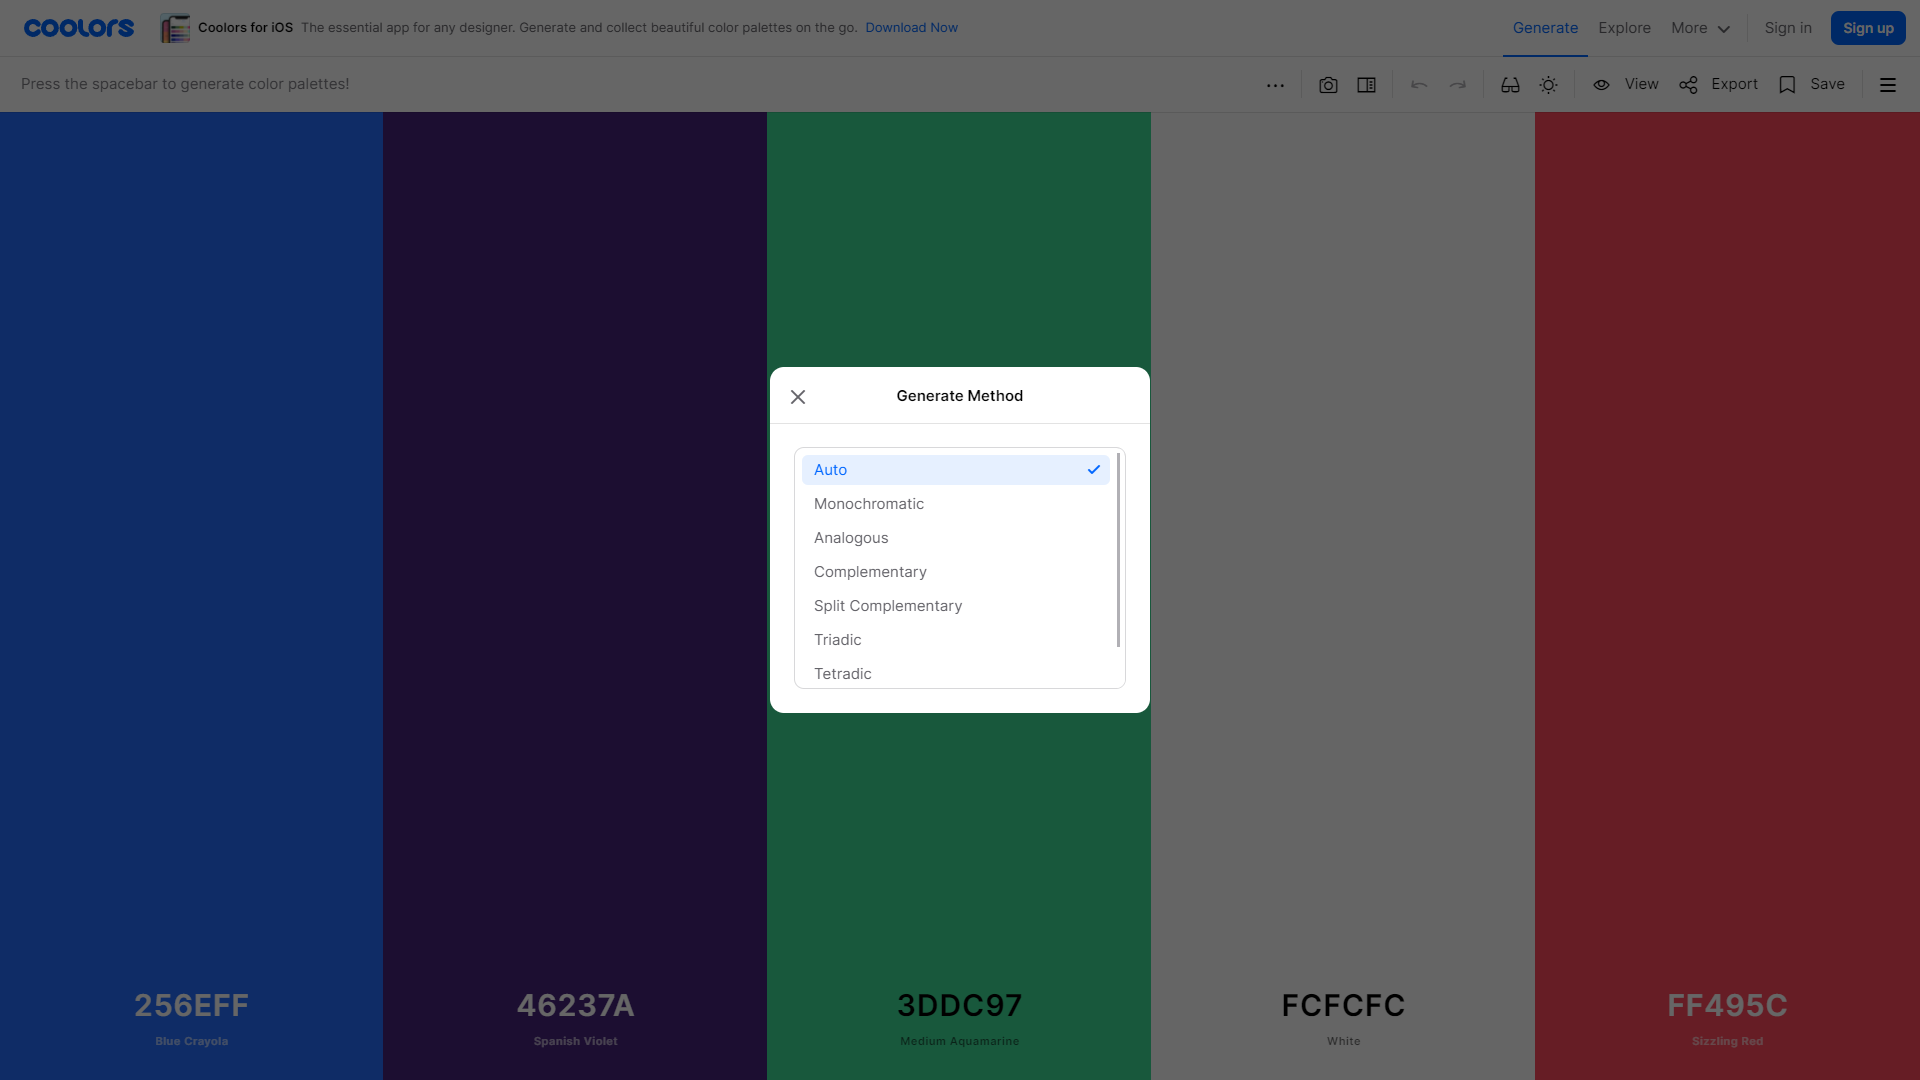 coolors
Coolors for iOS The essential app for any designer. Generate and collect beautiful color palettes on the go. Download Now
Generate
Explore
More
Sign in
Sign up
Press the spacebar to generate color palettes!
View
Export
Save
Generate Method
Auto
Monochromatic
Analogous
Complementary
Split Complementary
Triadic
Tetradic
256EFF
Blue Crayola
46237A
Spanish Violet
3DDC97
Medium Aquamarine
FCFCFC
White
FF495C
Sizzling Red